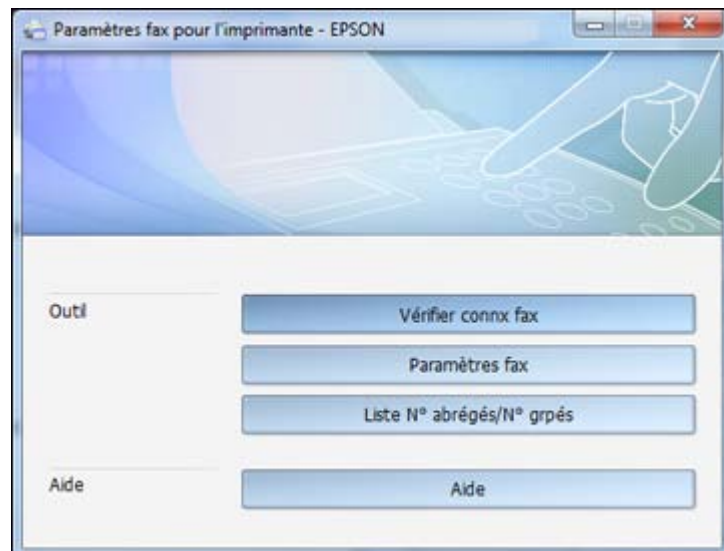 Paramètres fax pour l'imprimante - EPSON
Outil
Vérifier connx fax
Paramètres fax
Liste N° abrégés/N° grpés
Aide
Aide